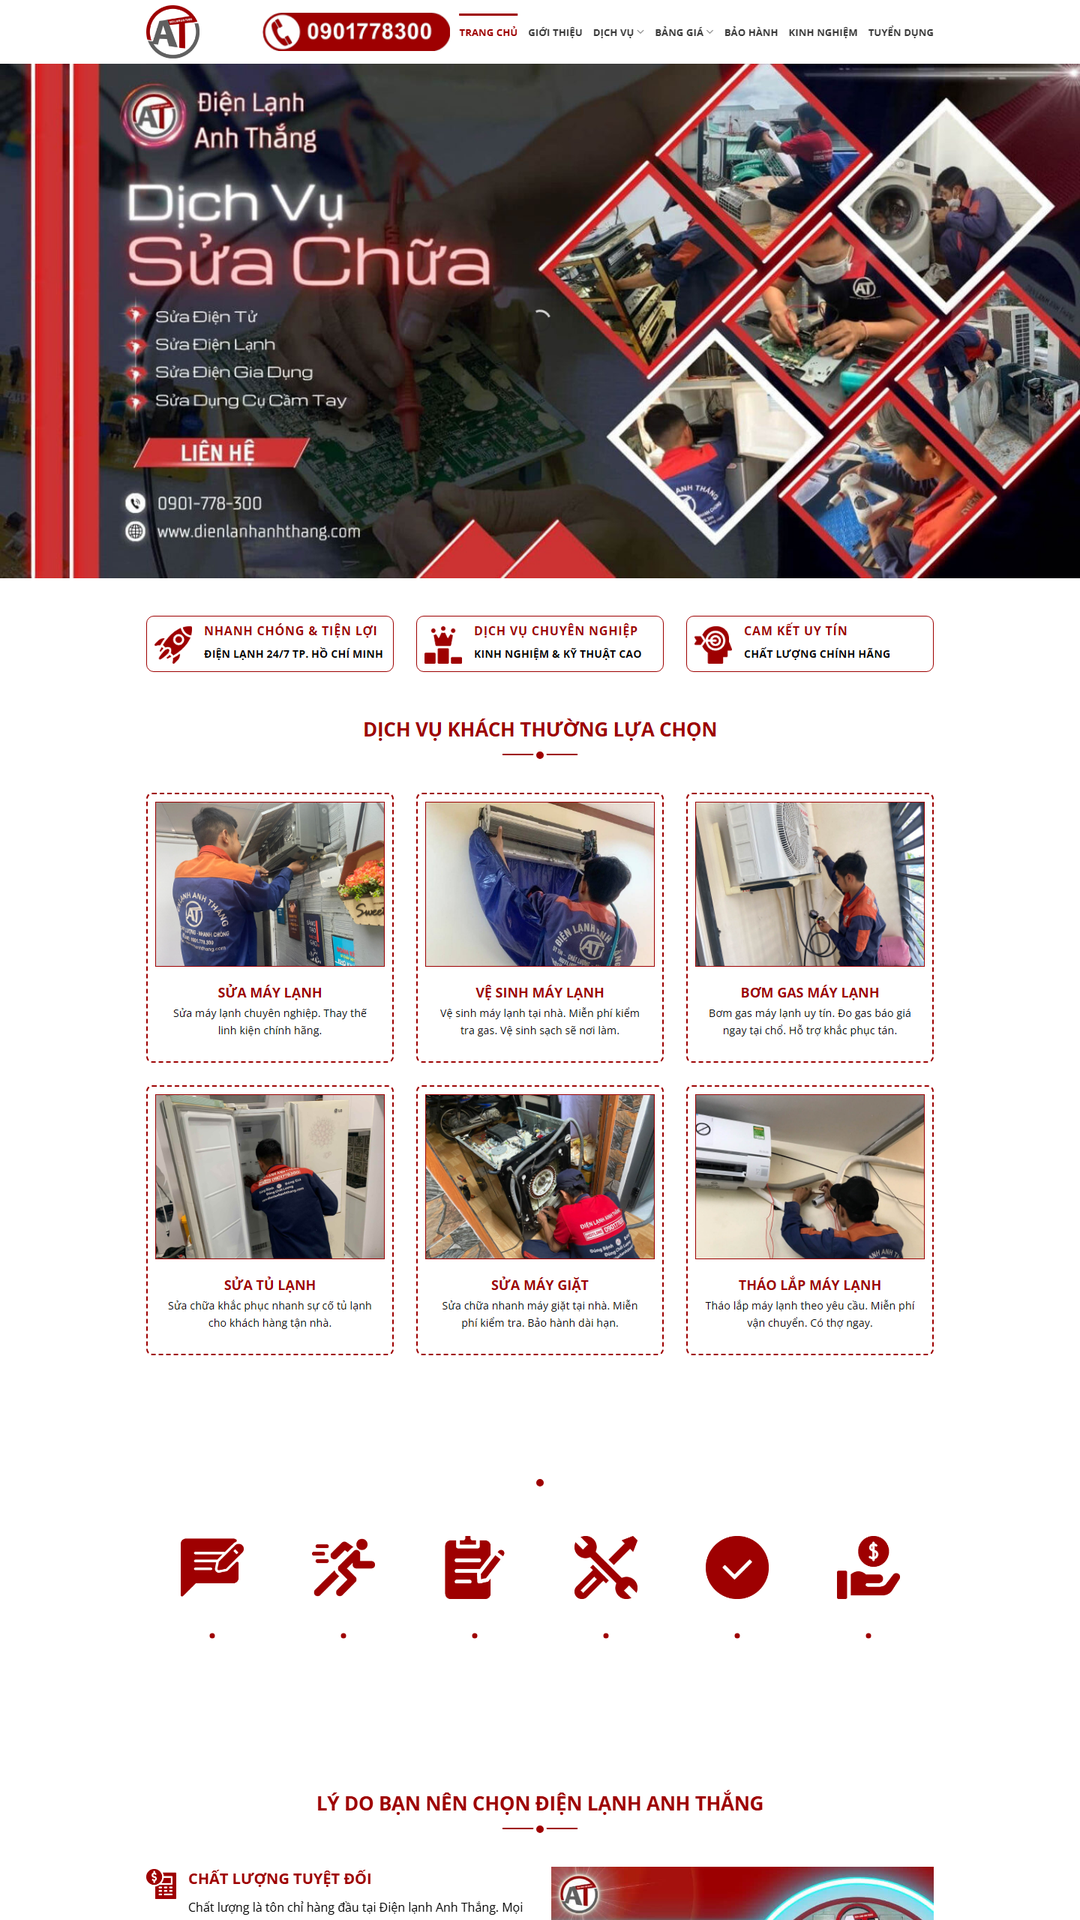 AT
0901778300
TRANG CHỦ
GIỚI THIỆU
DỊCH VỤ
BẢNG GIÁ
BẢO HÀNH
KINH NGHIỆM
TUYỂN DỤNG
AT
Điện Lạnh
Anh Thắng
Dịch Vụ
Sửa Chữa
Sửa Điện Tử
Sửa Điện Lạnh
Sửa Điện Gia Dụng
Sửa Dụng Cụ Cầm Tay
LIÊN HỆ
0901-778-300
www.dienlanhanhthang.com
NHANH CHÓNG & TIỆN LỢI
ĐIỆN LẠNH 24/7 TP. HỒ CHÍ MINH
DỊCH VỤ CHUYÊN NGHIỆP
KINH NGHIỆM & KỸ THUẬT CAO
CAM KẾT UY TÍN
CHẤT LƯỢNG CHÍNH HÃNG
DỊCH VỤ KHÁCH THƯỜNG LỰA CHỌN
SỬA MÁY LẠNH
Sửa máy lạnh chuyên nghiệp. Thay thế
linh kiện chính hãng.
VỆ SINH MÁY LẠNH
Vệ sinh máy lạnh tại nhà. Miễn phí kiểm
tra gas. Vệ sinh sạch sẽ nơi làm.
BƠM GAS MÁY LẠNH
Bơm gas máy lạnh uy tín. Đo gas báo giá
ngay tại chổ. Hỗ trợ khắc phục tán.
SỬA TỦ LẠNH
Sửa chữa khắc phục nhanh sự cố tủ lạnh
cho khách hàng tận nhà.
SỬA MÁY GIẶT
Sửa chữa nhanh máy giặt tại nhà. Miễn
phí kiểm tra. Bảo hành dài hạn.
THÁO LẮP MÁY LẠNH
Tháo lắp máy lạnh theo yêu cầu. Miễn phí
vận chuyển. Có thợ ngay.
LÝ DO BẠN NÊN CHỌN ĐIỆN LẠNH ANH THẮNG
CHẤT LƯỢNG TUYỆT ĐỐI
Chất lượng là tôn chỉ hàng đầu tại Điện lạnh Anh Thắng. Mọi
AT